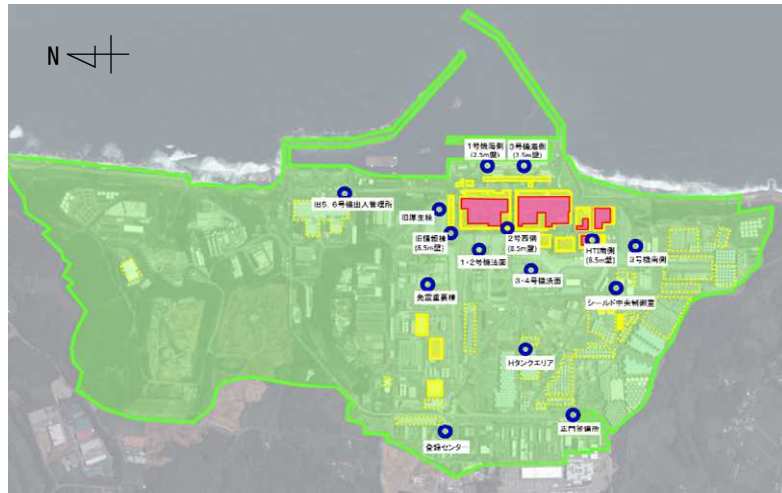 N
1号機海側
(2.5m盤)
3号機海側
(2.5m盤)
旧5、6号機出入管理所
旧厚生棟
旧情報棟
(8.5m盤)
2号西側
(8.5m盤)
1・2号機法面
HTI南側
(8.5m盤)
3号機南側
3・4号機法面
免震重要棟
シールド中央制御室
Hタンクエリア
正門警備所
登録センター